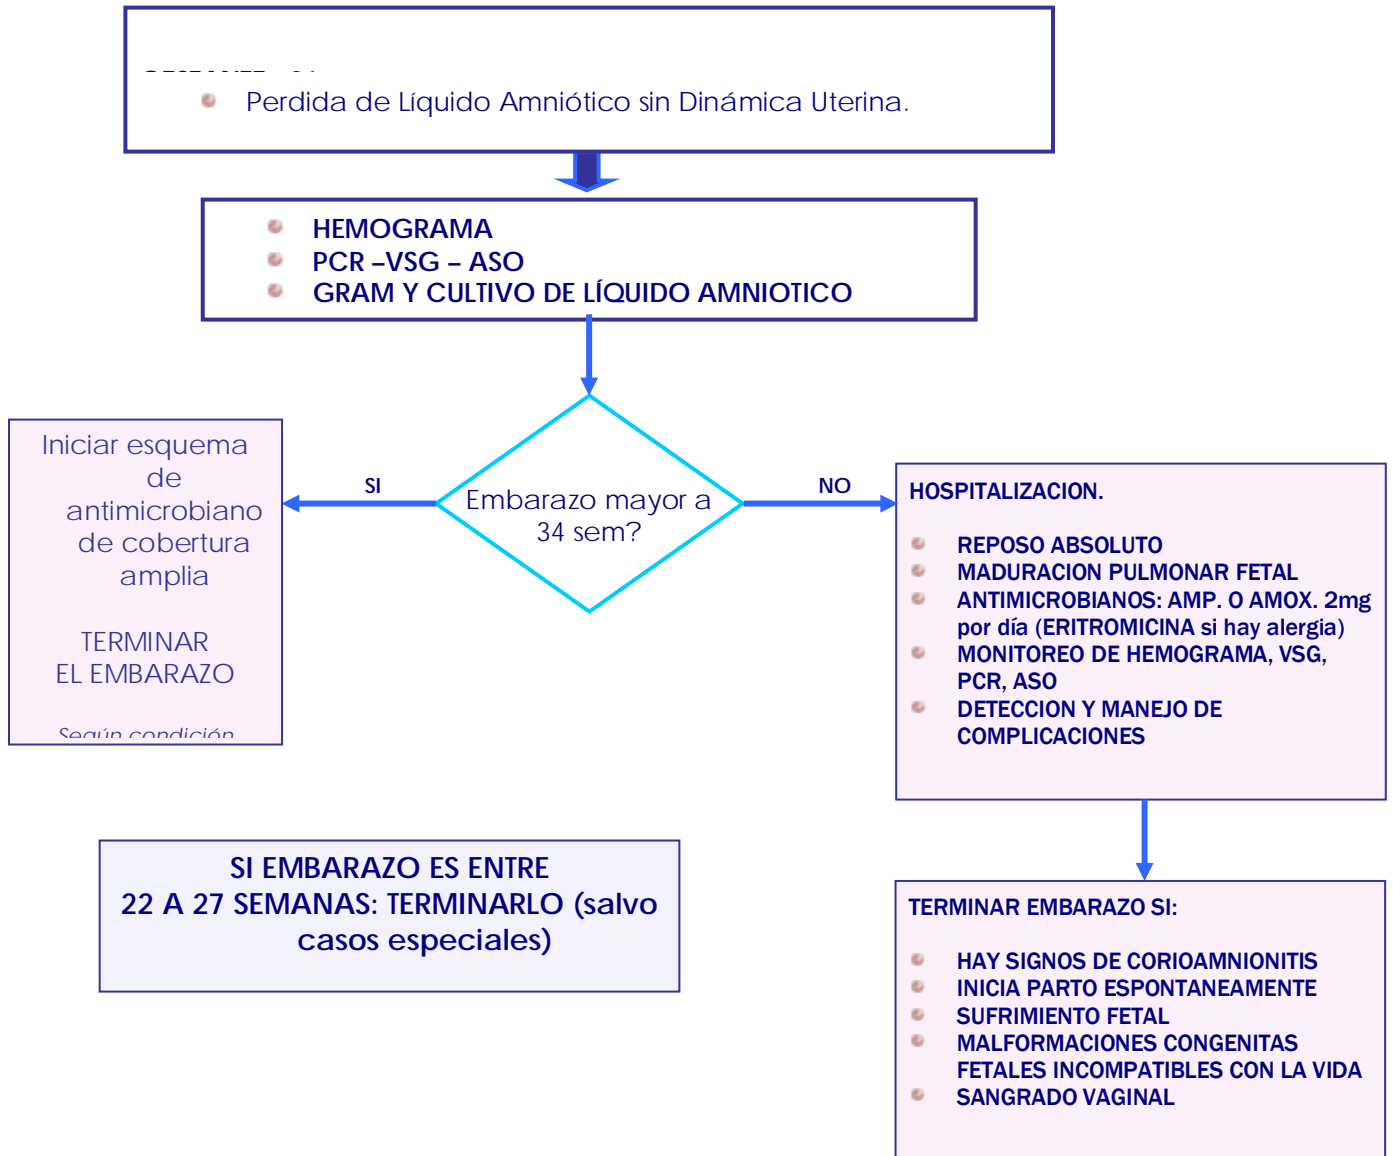 Perdida de Líquido Amniótico sin Dinámica Uterina.
HEMOGRAMA
PCR –VSG – ASO
GRAM Y CULTIVO DE LÍQUIDO AMNIOTICO
Embarazo mayor a
34 sem?
SI
NO
Iniciar esquema
de
antimicrobiano
de cobertura
amplia
TERMINAR
EL EMBARAZO
Según condición
HOSPITALIZACION.
REPOSO ABSOLUTO
MADURACION PULMONAR FETAL
ANTIMICROBIANOS: AMP. O AMOX. 2mg
por día (ERITROMICINA si hay alergia)
MONITOREO DE HEMOGRAMA, VSG,
PCR, ASO
DETECCION Y MANEJO DE
COMPLICACIONES
SI EMBARAZO ES ENTRE
22 A 27 SEMANAS: TERMINARLO (salvo
casos especiales)
TERMINAR EMBARAZO SI:
HAY SIGNOS DE CORIOAMNIONITIS
INICIA PARTO ESPONTANEAMENTE
SUFRIMIENTO FETAL
MALFORMACIONES CONGENITAS
FETALES INCOMPATIBLES CON LA VIDA
SANGRADO VAGINAL